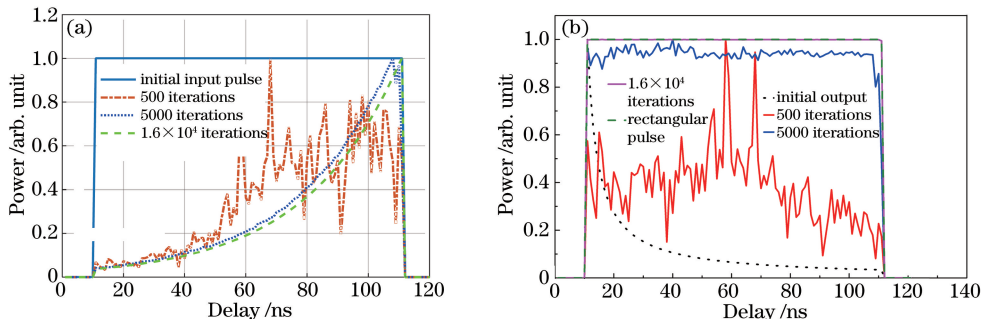 (a)
1.2
1.0
0.8
0.6
0.4
0.2
0
Power /arb. unit
initial input pulse
500 iterations
5000 iterations
1.6×10⁴ iterations
0 20 40 60 80 100 120
Delay /ns
(b)
1.0
0.8
0.6
0.4
0.2
0
Power /arb. unit
1.6×10⁴
iterations
rectangular
pulse
initial output
500 iterations
5000 iterations
0 20 40 60 80 100 120 140
Delay /ns